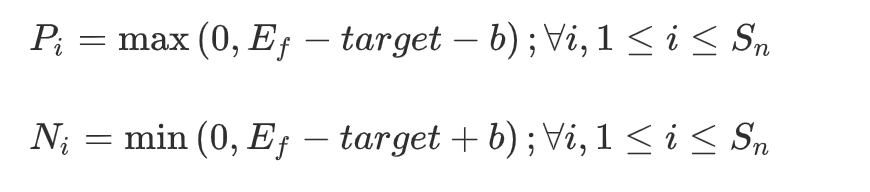 P_i = max (0, E_f − target − b) ; ∀i, 1 ≤ i ≤ S_n
N_i = min (0, E_f − target + b) ; ∀i, 1 ≤ i ≤ S_n